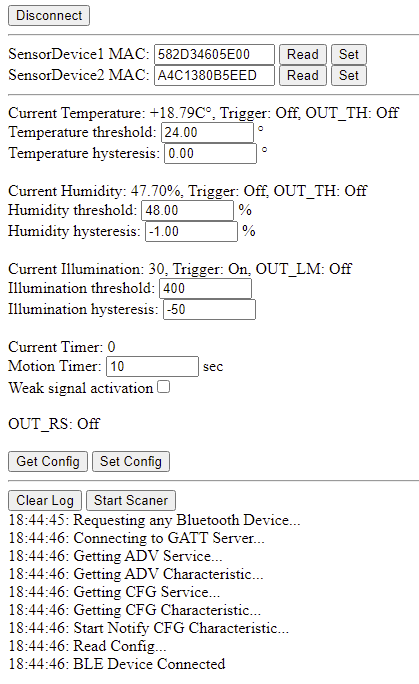 Disconnect
SensorDevice1 MAC: 582D34605E00 Read Set
SensorDevice2 MAC: A4C1380B5EED Read Set
Current Temperature: +18.79C°, Trigger: Off, OUT_TH: Off
Temperature threshold: 24.00 °
Temperature hysteresis: 0.00 °
Current Humidity: 47.70%, Trigger: Off, OUT_TH: Off
Humidity threshold: 48.00 %
Humidity hysteresis: -1.00 %
Current Illumination: 30, Trigger: On, OUT_LM: Off
Illumination threshold: 400
Illumination hysteresis: -50
Current Timer: 0
Motion Timer: 10 sec
Weak signal activation
OUT_RS: Off
Get Config Set Config
Clear Log Start Scaner
18:44:45: Requesting any Bluetooth Device...
18:44:46: Connecting to GATT Server...
18:44:46: Getting ADV Service...
18:44:46: Getting ADV Characteristic...
18:44:46: Getting CFG Service...
18:44:46: Getting CFG Characteristic...
18:44:46: Start Notify CFG Characteristic...
18:44:46: Read Config...
18:44:46: BLE Device Connected